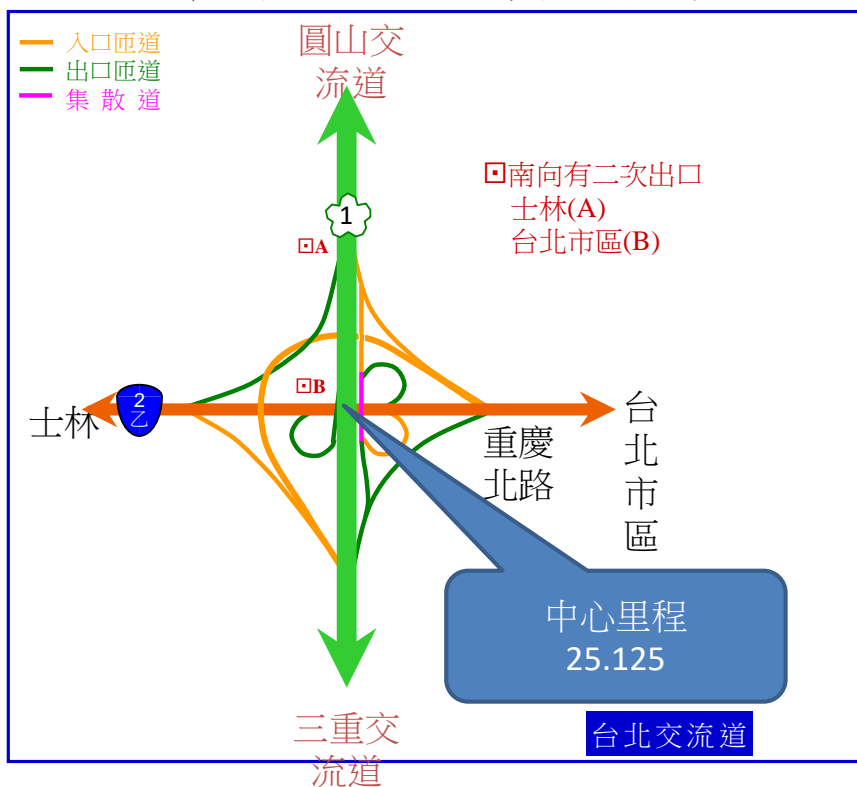 入口匝道
出口匝道
集散道
圓山交
流道
1
A
南向有二次出口
士林(A)
台北市區(B)
B
士林
2
乙
重慶
北路
台
北
市
區
中心里程
25.125
三重交
流道
台北交流道